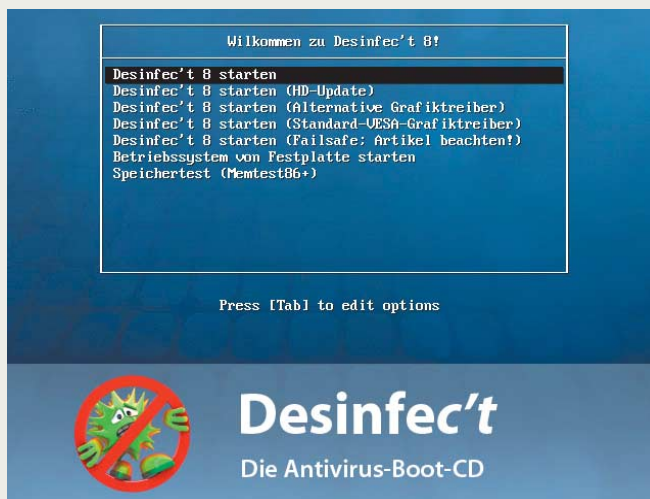 Wilkommen zu Desinfec't 8!
Desinfec't 8 starten
Desinfec't 8 starten (HD-Update)
Desinfec't 8 starten (Alternative Grafiktreiber)
Desinfec't 8 starten (Standard-VESA-Grafiktreiber)
Desinfec't 8 starten (Failsafe; Artikel beachten!)
Betriebssystem von Festplatte starten
Speichertest (Memtest86+)
Press [Tab] to edit options
Desinfec't
Die Antivirus-Boot-CD